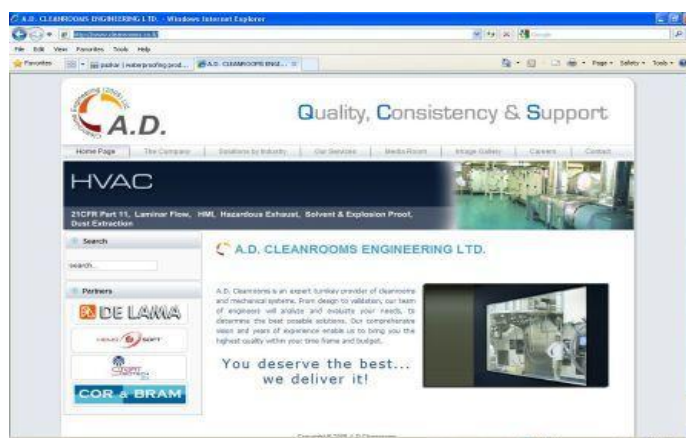 A.D. CLEANROOMS ENGINEERING LTD. - Windows Internet Explorer
File Edit View Favorites Tools Help
Favorites
Page Safety Tools
A.D.
Quality, Consistency & Support
Home Page The Company Solutions by Industry Our Services Media Room Image Gallery Careers Contact
HVAC
21CFR Part 11, Laminar Flow, HMI, Hazardous Exhaust, Solvent & Explosion Proof,
Dust Extraction
Search
search...
Partners
DE LAMA
COR & BRAM
A.D. CLEANROOMS ENGINEERING LTD.
A.D. Cleanrooms is an expert turnkey provider of cleanrooms
and mechanical systems. From design to validation, our team
of engineers will analyze and evaluate your needs, to
determine the best possible solutions. Our comprehensive
vision and years of experience enable us to bring you the
highest quality within your time frame and budget.
You deserve the best...
we deliver it!